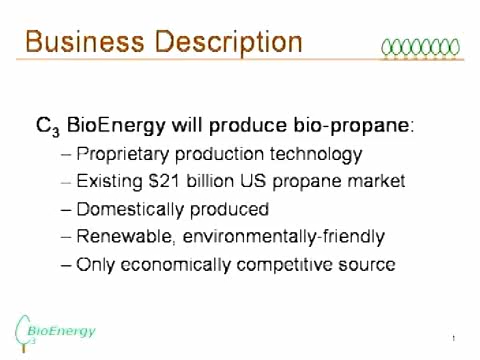 Business Description
C3 BioEnergy will produce bio-propane:
– Proprietary production technology
– Existing $21 billion US propane market
– Domestically produced
– Renewable, environmentally-friendly
– Only economically competitive source
C3 BioEnergy
1